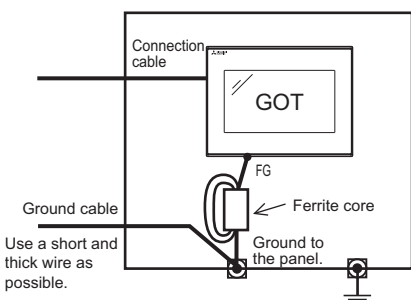 Connection
cable
GOT
FG
Ground cable
Ferrite core
Use a short and
thick wire as
possible.
Ground to
the panel.